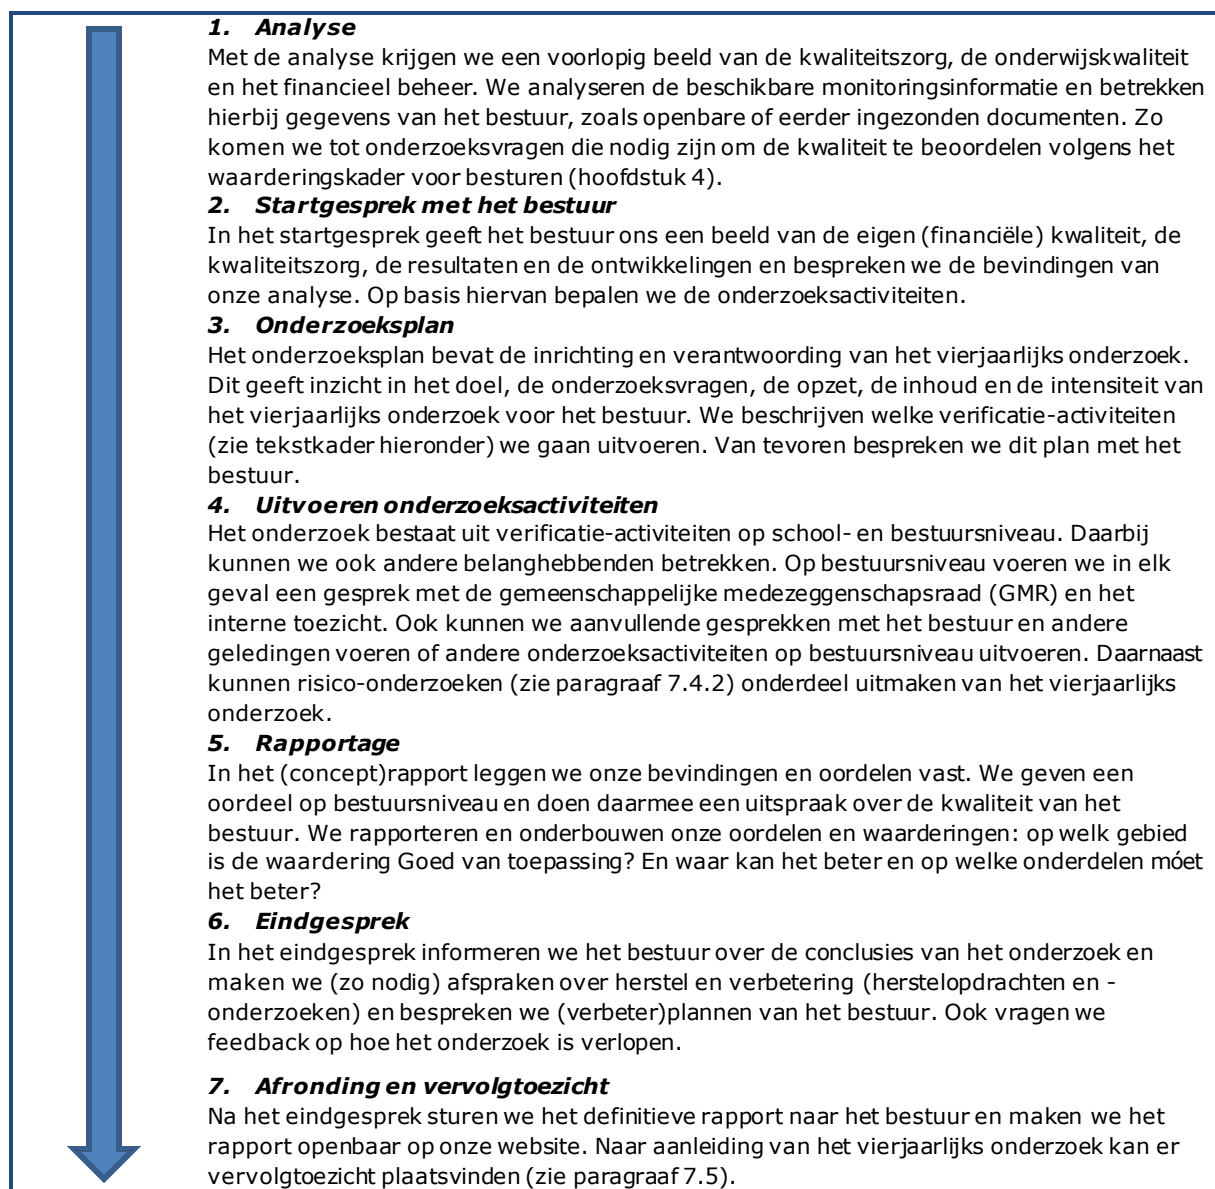 1. Analyse
Met de analyse krijgen we een voorlopig beeld van de kwaliteitszorg, de onderwijskwaliteit
en het financieel beheer. We analyseren de beschikbare monitoringsinformatie en betrekken
hierbij gegevens van het bestuur, zoals openbare of eerder ingezonden documenten. Zo
komen we tot onderzoeksvragen die nodig zijn om de kwaliteit te beoordelen volgens het
waarderingskader voor besturen (hoofdstuk 4).
2. Startgesprek met het bestuur
In het startgesprek geeft het bestuur ons een beeld van de eigen (financiële) kwaliteit, de
kwaliteitszorg, de resultaten en de ontwikkelingen en bespreken we de bevindingen van
onze analyse. Op basis hiervan bepalen we de onderzoeksactiviteiten.
3. Onderzoeksplan
Het onderzoeksplan bevat de inrichting en verantwoording van het vierjaarlijks onderzoek.
Dit geeft inzicht in het doel, de onderzoeksvragen, de opzet, de inhoud en de intensiteit van
het vierjaarlijks onderzoek voor het bestuur. We beschrijven welke verificatie-activiteiten
(zie tekstkader hieronder) we gaan uitvoeren. Van tevoren bespreken we dit plan met het
bestuur.
4. Uitvoeren onderzoeksactiviteiten
Het onderzoek bestaat uit verificatie-activiteiten op school- en bestuursniveau. Daarbij
kunnen we ook andere belanghebbenden betrekken. Op bestuursniveau voeren we in elk
geval een gesprek met de gemeenschappelijke medezeggenschapsraad (GMR) en het
interne toezicht. Ook kunnen we aanvullende gesprekken met het bestuur en andere
geledingen voeren of andere onderzoeksactiviteiten op bestuursniveau uitvoeren. Daarnaast
kunnen risico-onderzoeken (zie paragraaf 7.4.2) onderdeel uitmaken van het vierjaarlijks
onderzoek.
5. Rapportage
In het (concept)rapport leggen we onze bevindingen en oordelen vast. We geven een
oordeel op bestuursniveau en doen daarmee een uitspraak over de kwaliteit van het
bestuur. We rapporteren en onderbouwen onze oordelen en waarderingen: op welk gebied
is de waardering Goed van toepassing? En waar kan het beter en op welke onderdelen móet
het beter?
6. Eindgesprek
In het eindgesprek informeren we het bestuur over de conclusies van het onderzoek en
maken we (zo nodig) afspraken over herstel en verbetering (herstelopdrachten en -
onderzoeken) en bespreken we (verbeter)plannen van het bestuur. Ook vragen we
feedback op hoe het onderzoek is verlopen.
7. Afronding en vervolgtoezicht
Na het eindgesprek sturen we het definitieve rapport naar het bestuur en maken we het
rapport openbaar op onze website. Naar aanleiding van het vierjaarlijks onderzoek kan er
vervolgtoezicht plaatsvinden (zie paragraaf 7.5).